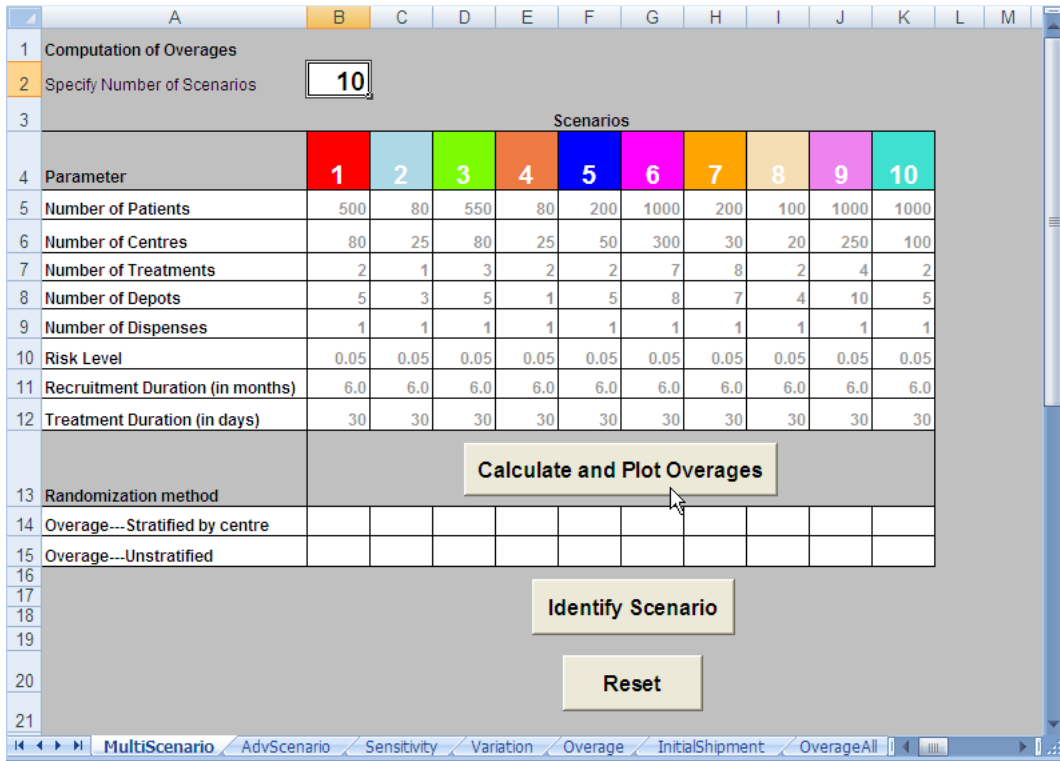 A B C D E F G H I J K L M
1 Computation of Overages
2 Specify Number of Scenarios 10
3 Scenarios
4 Parameter 1 2 3 4 5 6 7 8 9 10
5 Number of Patients 500 80 550 80 200 1000 200 100 1000 1000
6 Number of Centres 80 25 80 25 50 300 30 20 250 100
7 Number of Treatments 2 1 3 2 2 7 8 2 4 2
8 Number of Depots 5 3 5 1 5 8 7 4 10 5
9 Number of Dispenses 1 1 1 1 1 1 1 1 1 1
10 Risk Level 0.05 0.05 0.05 0.05 0.05 0.05 0.05 0.05 0.05 0.05
11 Recruitment Duration (in months) 6.0 6.0 6.0 6.0 6.0 6.0 6.0 6.0 6.0 6.0
12 Treatment Duration (in days) 30 30 30 30 30 30 30 30 30 30
Calculate and Plot Overages
13 Randomization method
14 Overage---Stratified by centre
15 Overage---Unstratified
16
17
Identify Scenario
18
19
20 Reset
21
MultiScenario AdvScenario Sensitivity Variation Overage InitialShipment OverageAll